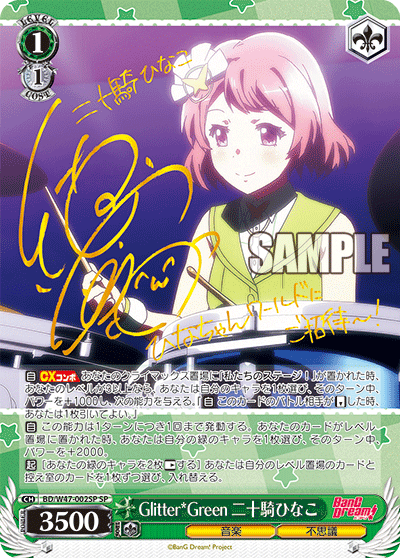 LEVEL
1
1
COST
二十騎ひなこ
SAMPLE
ひなちゃんワールドに
ご招待〜!
自 CXコンボ あなたのクライマックス置場に「私たちのステージ!」が置かれた時、
あなたのレベルが3以上なら、あなたは自分のキャラを1枚選び、そのターン中、
パワーを+1000し、次の能力を与える。『自 このカードのバトル相手が した時、
あなたは1枚引いてよい。』
自 この能力は1ターンにつき1回まで発動する。あなたのカードがレベル
置場に置かれた時、あなたは自分の緑のキャラを1枚選び、そのターン中、
パワーを+2000。
起 [あなたの緑のキャラを2枚 する] あなたは自分のレベル置場のカードと
控え室のカードを1枚ずつ選び、入れ替える。
CH BD/W47-002SP SP
3500
POWER
Glitter*Green 二十騎ひなこ
BanG Dream!
音楽
不思議
©BanG Dream! Project